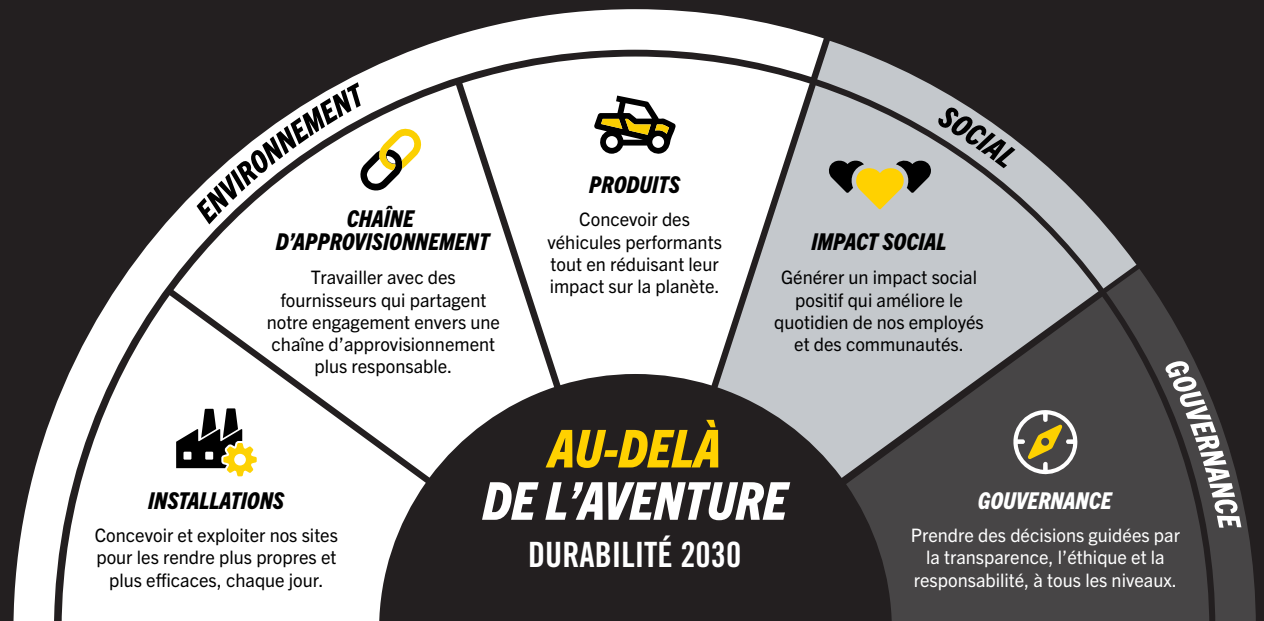 ENVIRONNEMENT
SOCIAL
GOUVERNANCE
INSTALLATIONS
Concevoir et exploiter nos sites
pour les rendre plus propres et
plus efficaces, chaque jour.
CHAÎNE
D'APPROVISIONNEMENT
Travailler avec des
fournisseurs qui partagent
notre engagement envers une
chaîne d'approvisionnement
plus responsable.
PRODUITS
Concevoir des
véhicules performants
tout en réduisant leur
impact sur la planète.
IMPACT SOCIAL
Générer un impact social
positif qui améliore le
quotidien de nos employés
et des communautés.
GOUVERNANCE
Prendre des décisions guidées par
la transparence, l'éthique et la
responsabilité, à tous les niveaux.
AU-DELÀ
DE L'AVENTURE
DURABILITÉ 2030